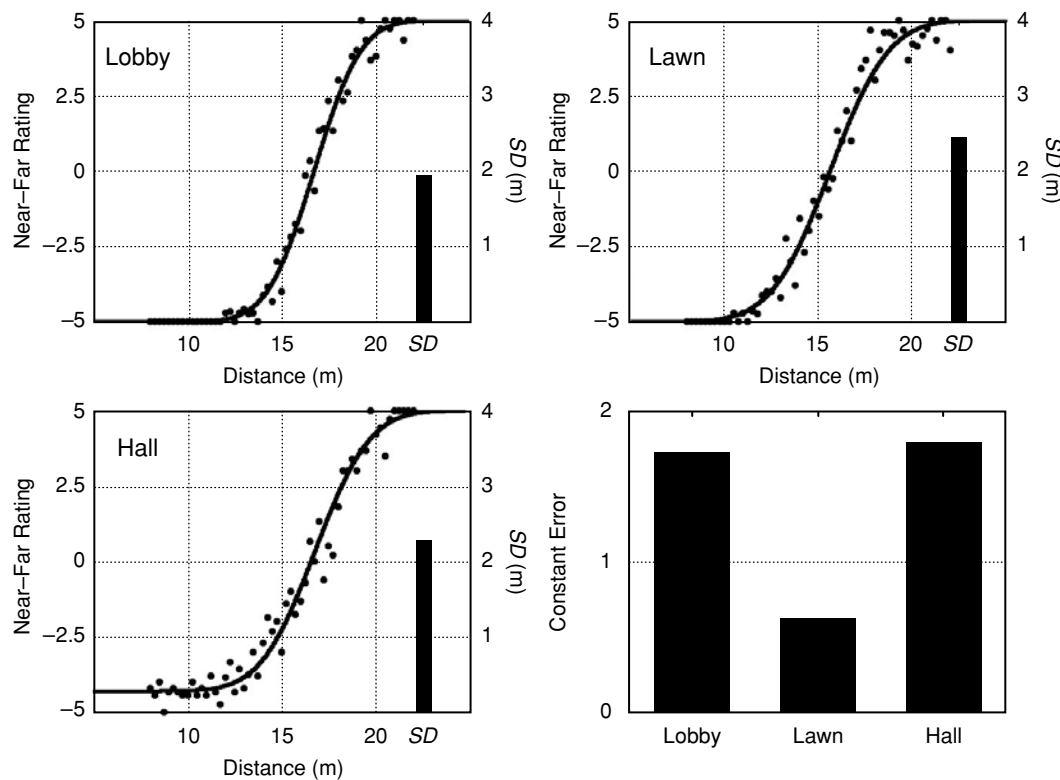 Lobby
Near–Far Rating
5
2.5
0
−2.5
−5
4
3
2
1
SD (m)
10
15
20
SD
Distance (m)
Lawn
Near–Far Rating
5
2.5
0
−2.5
−5
4
3
2
1
SD (m)
10
15
20
SD
Distance (m)
Hall
Near–Far Rating
5
2.5
0
−2.5
−5
4
3
2
1
SD (m)
10
15
20
SD
Distance (m)
Constant Error
2
1
0
Lobby
Lawn
Hall